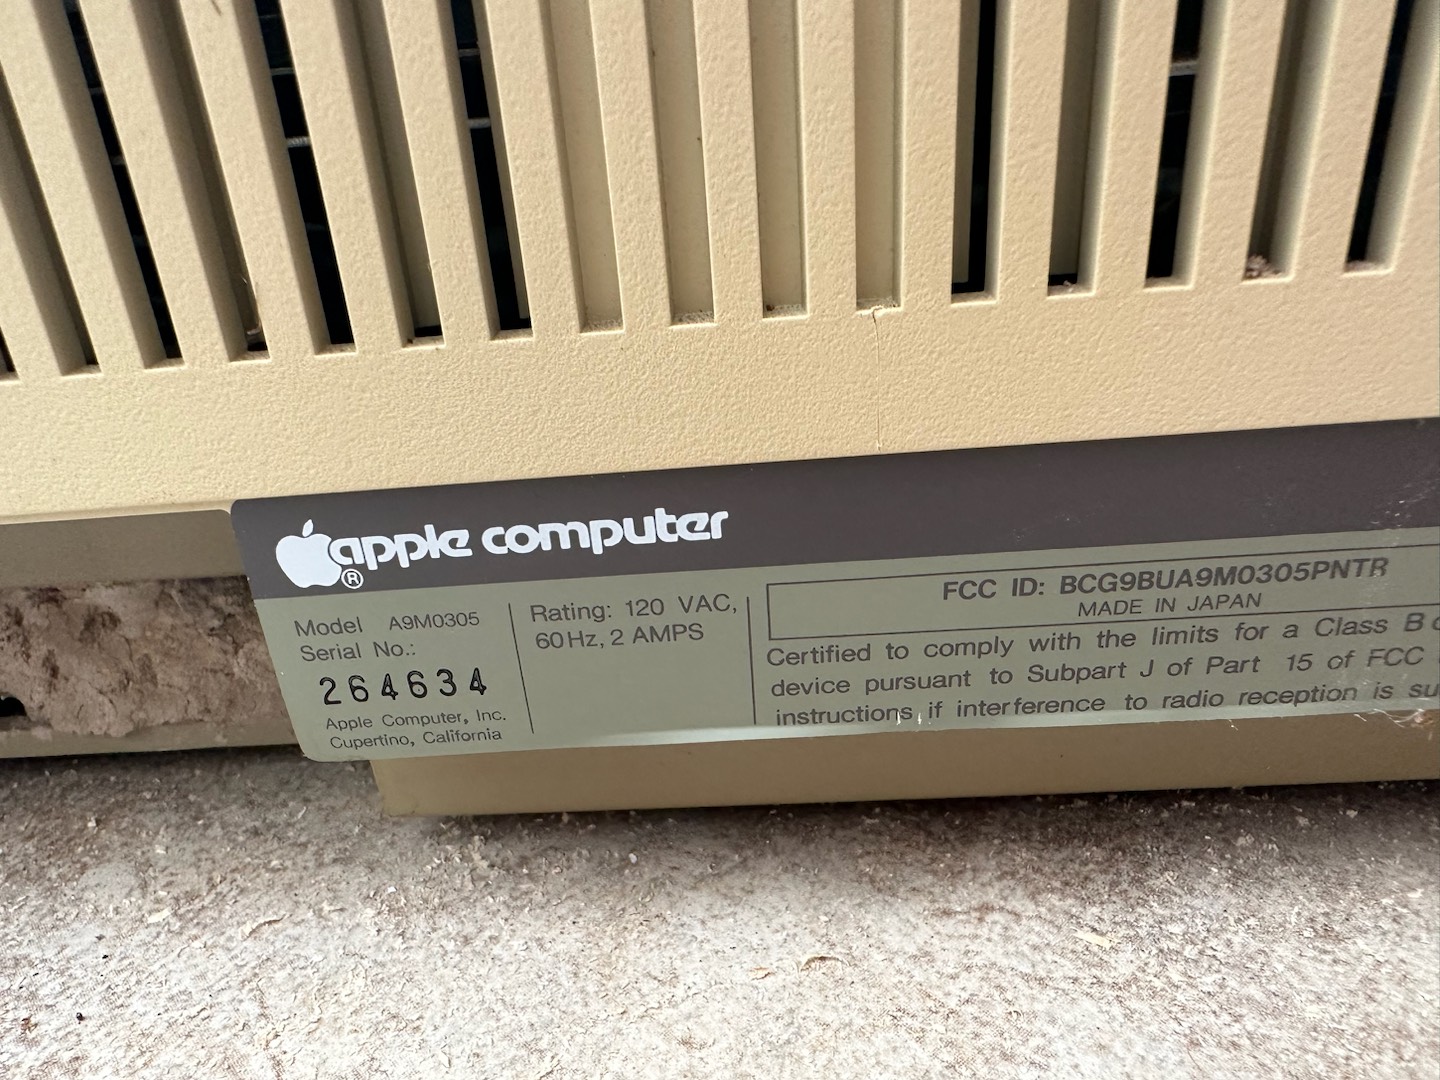 apple computer
®
Model A9M0305
Serial No.:
264634
Apple Computer, Inc.
Cupertino, California
Rating: 120 VAC,
60Hz, 2 AMPS
FCC ID: BCG9BUA9M0305PNTR
MADE IN JAPAN
Certified to comply with the limits for a Class B
device pursuant to Subpart J of Part 15 of FCC
instructions if interference to radio reception is